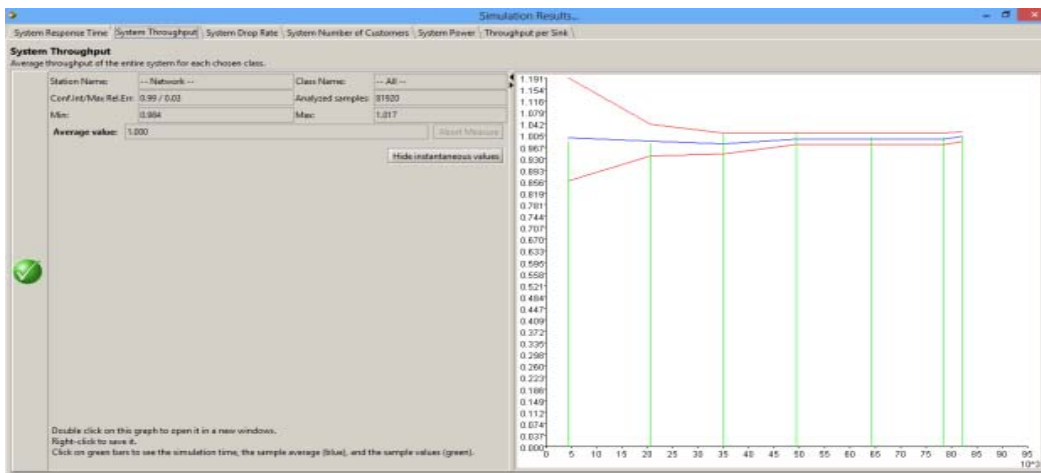 Simulation Results...
System Response Time System Throughput System Drop Rate System Number of Customers System Power Throughput per Sink
System Throughput
Average throughput of the entire system for each chosen class.
Station Name: -- Network -- Class Name: -- All --
Conf.Int/Max Rel.Err: 0.99 / 0.03 Analyzed samples: 81920
Min: 0.984 Max: 1.017
Average value: 1.000 Abort Measure
Hide instantaneous values
Double click on this graph to open it in a new windows.
Right-click to save it.
Click on green bars to see the simulation time, the sample average (blue), and the sample values (green).
1.191
1.154
1.116
1.079
1.042
1.005
0.967
0.930
0.893
0.856
0.819
0.781
0.744
0.707
0.670
0.633
0.595
0.558
0.521
0.484
0.447
0.409
0.372
0.335
0.298
0.260
0.223
0.186
0.149
0.112
0.074
0.037
0.000
0 5 10 15 20 25 30 35 40 45 50 55 60 65 70 75 80 85 90 95
10^3